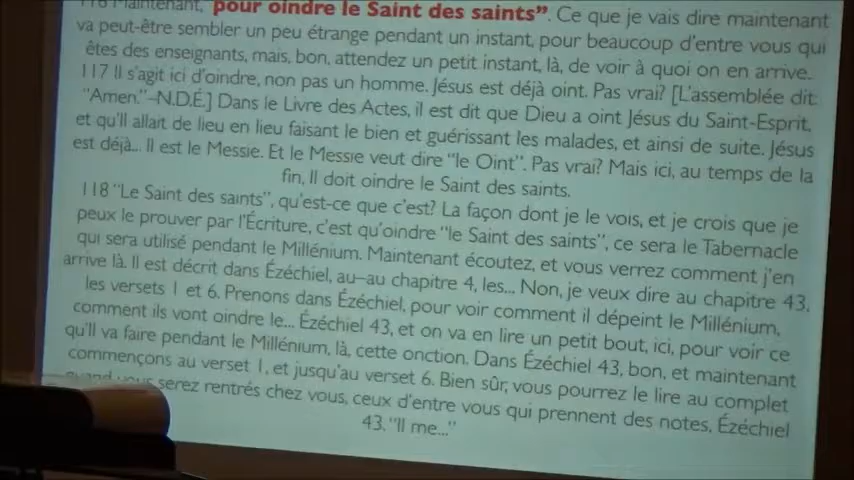 116 Maintenant, pour oindre le Saint des saints”. Ce que je vais dire maintenant
va peut-être sembler un peu étrange pendant un instant, pour beaucoup d'entre vous qui
êtes des enseignants, mais, bon, attendez un petit instant, là, de voir à quoi on en arrive.
117 Il s'agit ici d'oindre, non pas un homme. Jésus est déjà oint. Pas vrai? [L'assemblée dit:
“Amen.”–N.D.É.] Dans le Livre des Actes, il est dit que Dieu a oint Jésus du Saint-Esprit,
et qu'Il allait de lieu en lieu faisant le bien et guérissant les malades, et ainsi de suite. Jésus
est déjà... Il est le Messie. Et le Messie veut dire “le Oint”. Pas vrai? Mais ici, au temps de la
fin, Il doit oindre le Saint des saints.
118 “Le Saint des saints”, qu'est-ce que c'est? La façon dont je le vois, et je crois que je
peux le prouver par l'Écriture, c'est qu'oindre “le Saint des saints”, ce sera le Tabernacle
qui sera utilisé pendant le Millénium. Maintenant écoutez, et vous verrez comment j'en
arrive là. Il est décrit dans Ézéchiel, au–au chapitre 4, les... Non, je veux dire au chapitre 43,
les versets 1 et 6. Prenons dans Ézéchiel, pour voir comment il dépeint le Millénium,
comment ils vont oindre le... Ézéchiel 43, et on va en lire un petit bout, ici, pour voir ce
qu'Il va faire pendant le Millénium, là, cette onction. Dans Ézéchiel 43, bon, et maintenant
commençons au verset 1, et jusqu'au verset 6. Bien sûr, vous pourrez le lire au complet
quand vous serez rentrés chez vous, ceux d'entre vous qui prennent des notes, Ézéchiel
43. “Il me...”